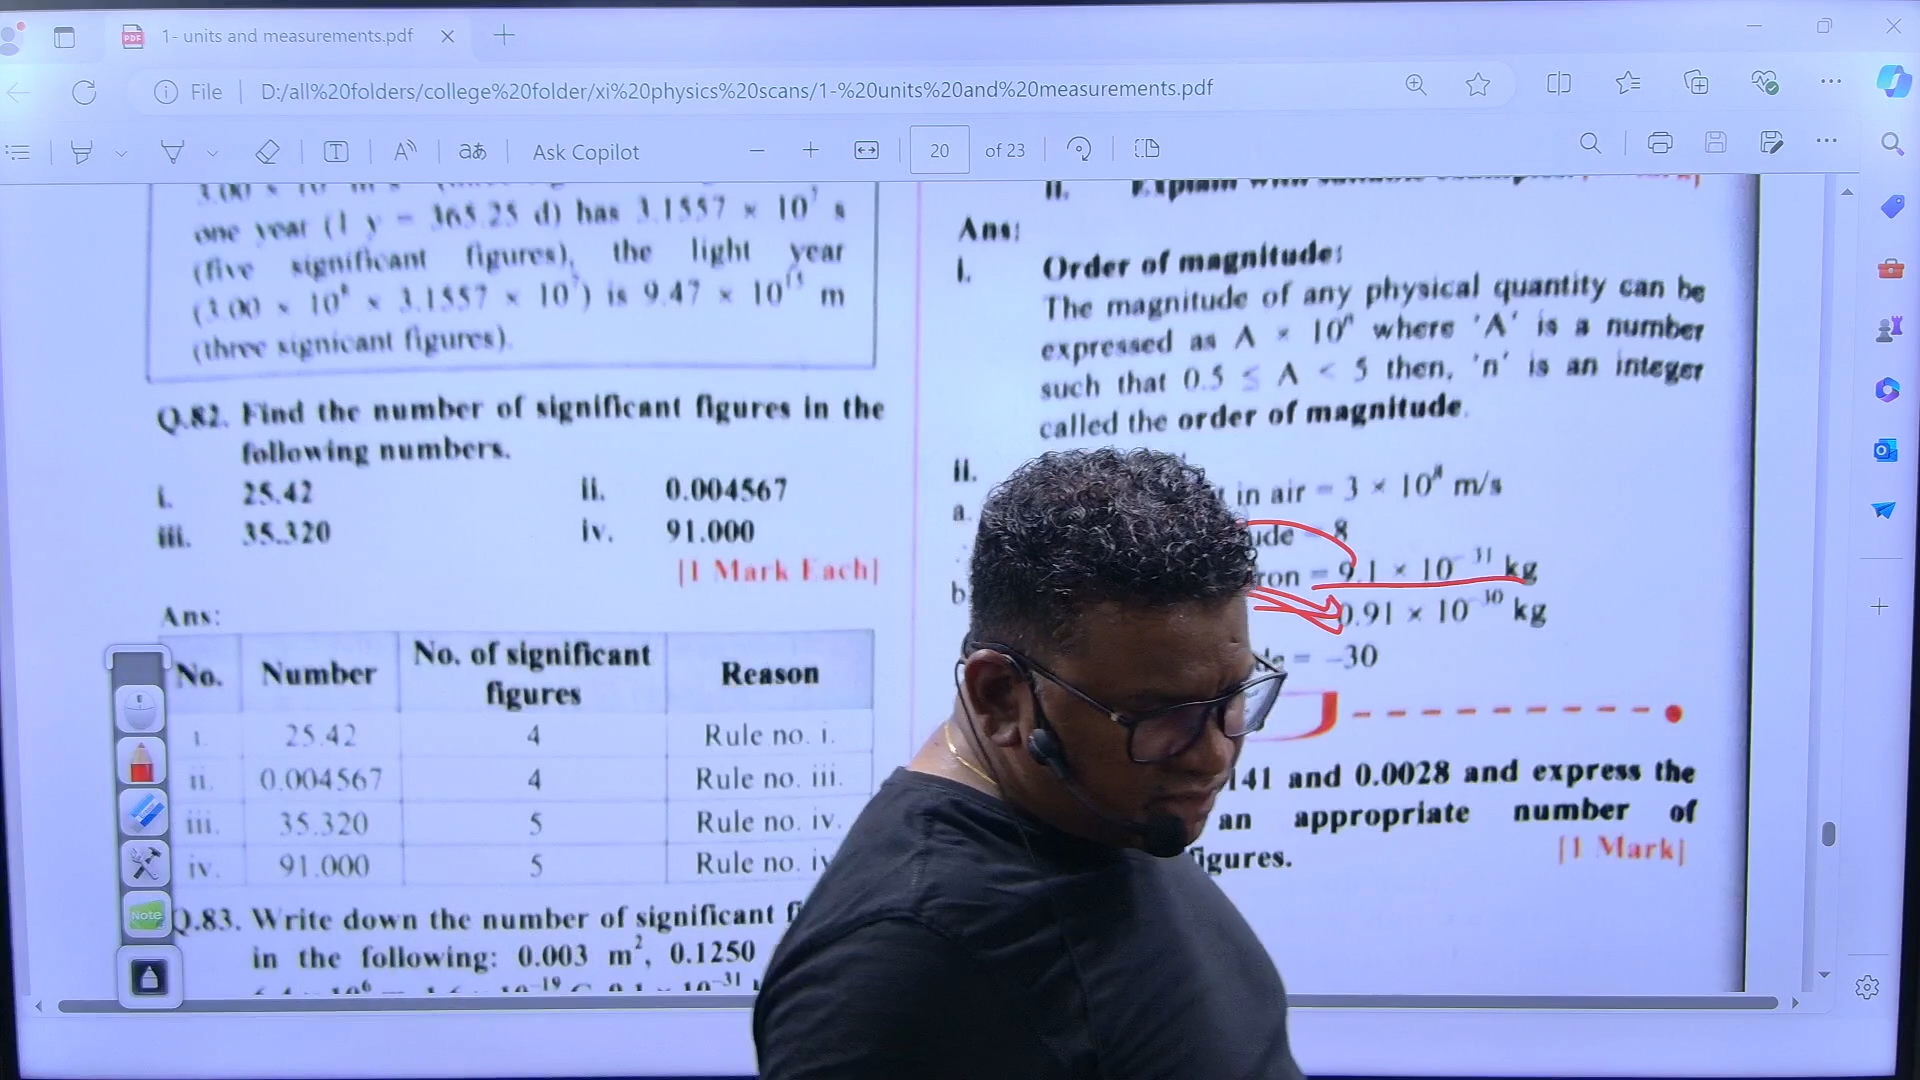 1- units and measurements.pdf
File D:/all%20folders/college%20folder/xi%20physics%20scans/1-%20units%20and%20measurements.pdf
Ask Copilot
20 of 23
one year (1 y = 365.25 d) has 3.1557 × 10⁷ s
(five significant figures), the light year
(3.00 × 10⁸ × 3.1557 × 10⁷) is 9.47 × 10¹⁵ m
(three signicant figures).
Q.82. Find the number of significant figures in the
following numbers.
i. 25.42 ii. 0.004567
iii. 35.320 iv. 91.000
[1 Mark Each]
Ans:
No. Number No. of significant figures Reason
i. 25.42 4 Rule no. i.
ii. 0.004567 4 Rule no. iii.
iii. 35.320 5 Rule no. iv.
iv. 91.000 5 Rule no.
Note
Q.83. Write down the number of significant
in the following: 0.003 m², 0.1250
ii. Explain with suitable
Ans:
i. Order of magnitude:
The magnitude of any physical quantity can be
expressed as A × 10ⁿ where 'A' is a number
such that 0.5 ≤ A < 5 then, 'n' is an integer
called the order of magnitude.
ii.
a. in air = 3 × 10⁸ m/s
= 8
b = 9.1 × 10⁻³¹ kg
0.91 × 10⁻³⁰ kg
= -30
141 and 0.0028 and express the
an appropriate number of
figures. [1 Mark]